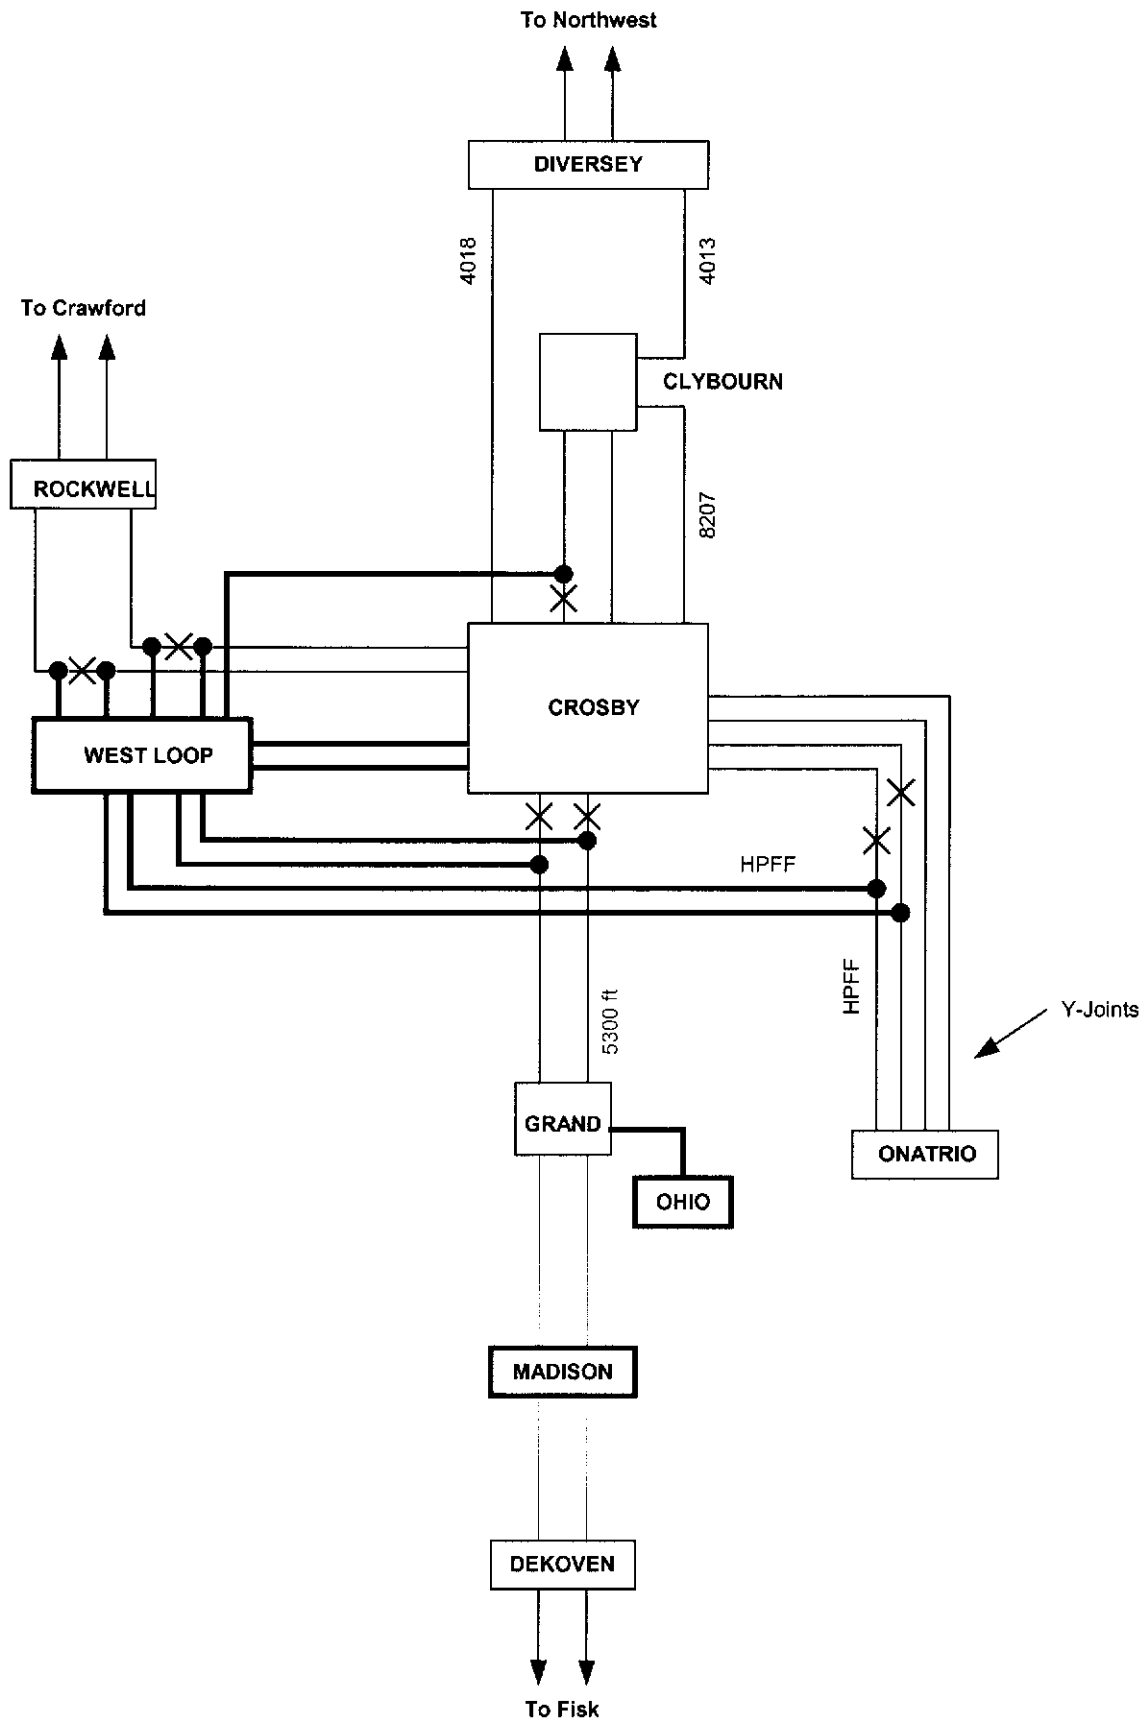 To Northwest
DIVERSEY
4018
4013
To Crawford
CLYBOURN
ROCKWELL
8207
CROSBY
WEST LOOP
HPFF
HPFF
5300 ft
Y-Joints
GRAND
ONATRIO
OHIO
MADISON
DEKOVEN
To Fisk